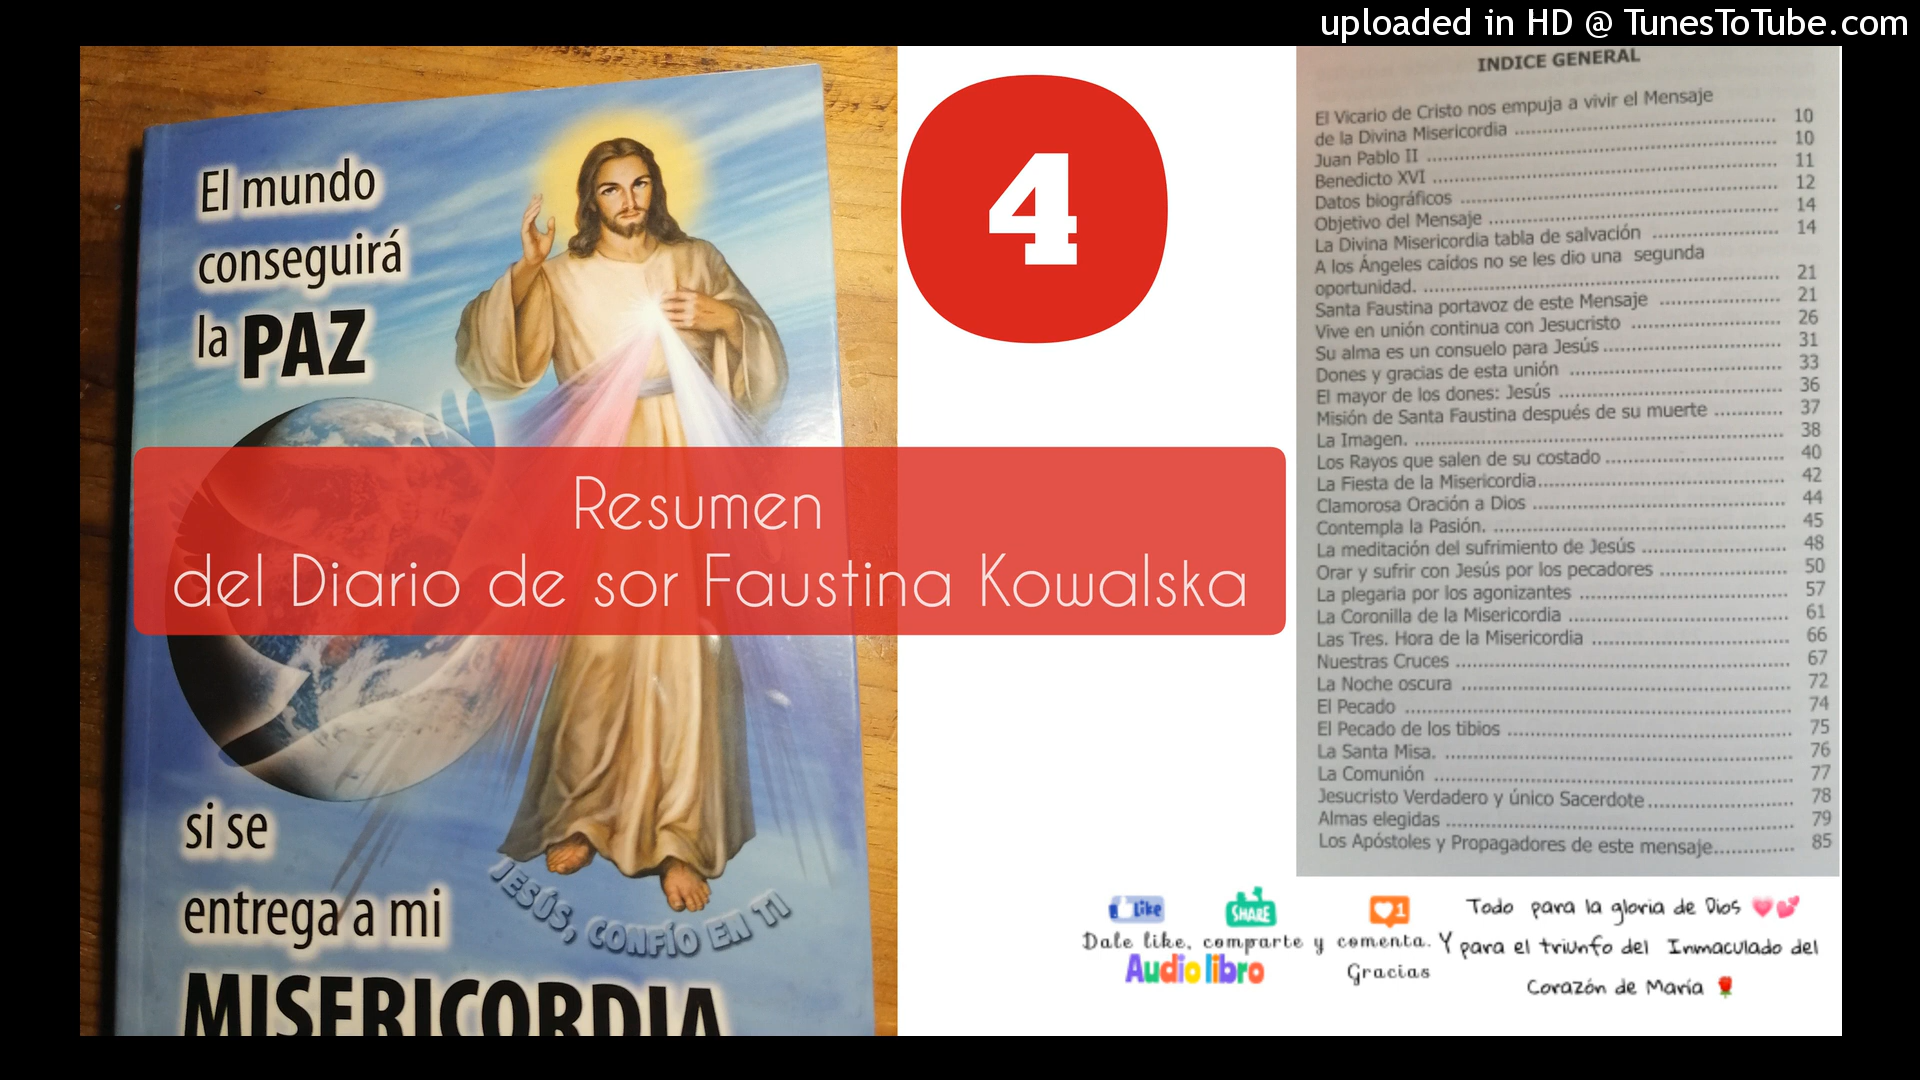 uploaded in HD @ TunesToTube.com
El mundo
conseguirá
la PAZ
si se
entrega a mi
MISERICORDIA
JESÚS, CONFÍO EN TI
4
Resumen
del Diario de sor Faustina Kowalska
INDICE GENERAL
El Vicario de Cristo nos empuja a vivir el Mensaje
de la Divina Misericordia ........ 10
Juan Pablo II ........ 10
Benedicto XVI ........ 11
Datos biográficos ........ 12
Objetivo del Mensaje ........ 14
La Divina Misericordia tabla de salvación ........ 14
A los Ángeles caídos no se les dio una segunda
oportunidad. ........ 21
Santa Faustina portavoz de este Mensaje ........ 21
Vive en unión continua con Jesucristo ........ 26
Su alma es un consuelo para Jesús ........ 31
Dones y gracias de esta unión ........ 33
El mayor de los dones: Jesús ........ 36
Misión de Santa Faustina después de su muerte ........ 37
La Imagen. ........ 38
Los Rayos que salen de su costado ........ 40
La Fiesta de la Misericordia ........ 42
Clamorosa Oración a Dios ........ 44
Contempla la Pasión. ........ 45
La meditación del sufrimiento de Jesús ........ 48
Orar y sufrir con Jesús por los pecadores ........ 50
La plegaria por los agonizantes ........ 57
La Coronilla de la Misericordia ........ 61
Las Tres. Hora de la Misericordia ........ 66
Nuestras Cruces ........ 67
La Noche oscura ........ 72
El Pecado ........ 74
El Pecado de los tibios ........ 75
La Santa Misa. ........ 76
La Comunión ........ 77
Jesucristo Verdadero y único Sacerdote ........ 78
Almas elegidas ........ 79
Los Apóstoles y Propagadores de este mensaje ........ 85
Like
SHARE
1
Dale like, comparte y comenta. Y
Gracias
Audiolibro
Todo para la gloria de Dios 💗💕
para el triunfo del Inmaculado del
Corazón de María 🌹